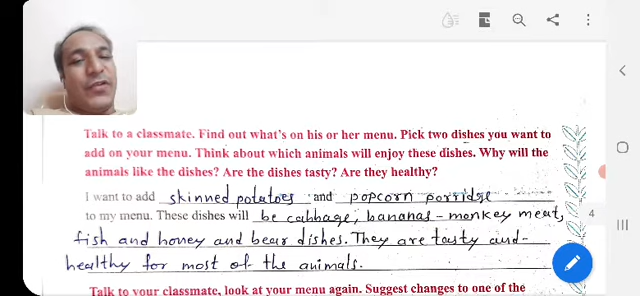 Talk to a classmate. Find out what's on his or her menu. Pick two dishes you want to
add on your menu. Think about which animals will enjoy these dishes. Why will the
animals like the dishes? Are the dishes tasty? Are they healthy?
I want to add skinned potatoes and popcorn porridge
to my menu. These dishes will be cabbage, bananas - monkey meat,
fish and honey and bear dishes. They are tasty and
healthy for most of the animals.
4
Talk to your classmate, look at your menu again. Suggest changes to one of the